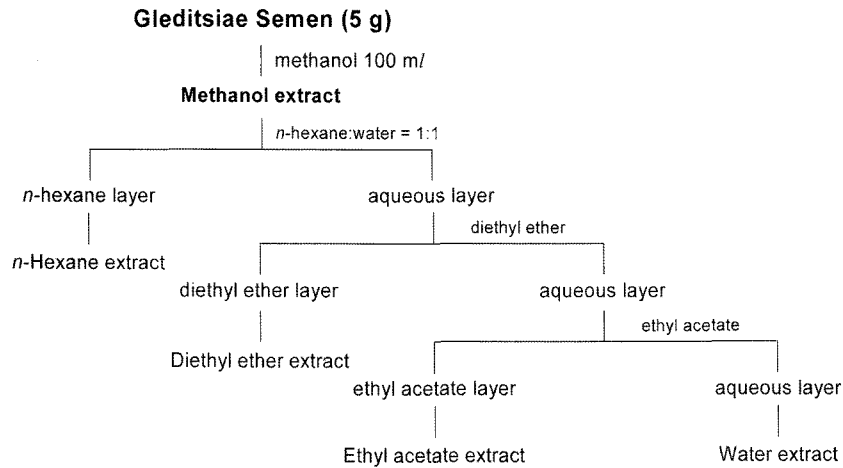 Gleditsiae Semen (5 g)
methanol 100 ml
Methanol extract
n-hexane:water = 1:1
n-hexane layer
aqueous layer
diethyl ether
n-Hexane extract
diethyl ether layer
aqueous layer
ethyl acetate
Diethyl ether extract
ethyl acetate layer
aqueous layer
Ethyl acetate extract
Water extract